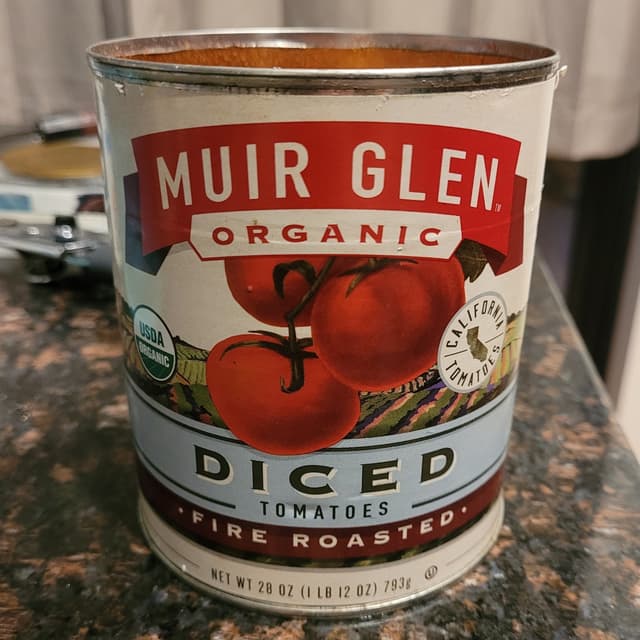 MUIR GLEN
TM
ORGANIC
USDA
ORGANIC
CALIFORNIA
TOMATOES
DICED
TOMATOES
• FIRE ROASTED •
NET WT 28 OZ (1 LB 12 OZ) 793g U